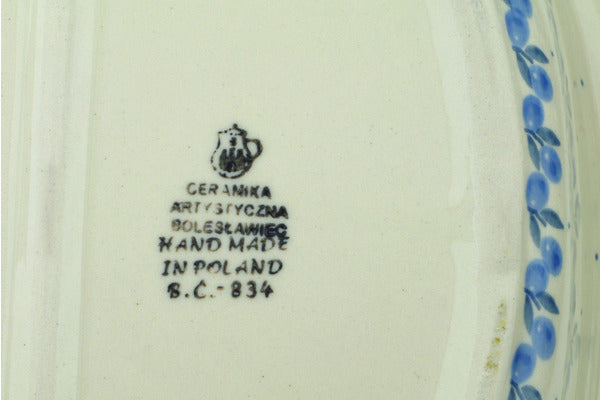 CERAMIKA
ARTYSTYCZNA
BOLESŁAWIEC
HAND MADE
IN POLAND
B.C.-834